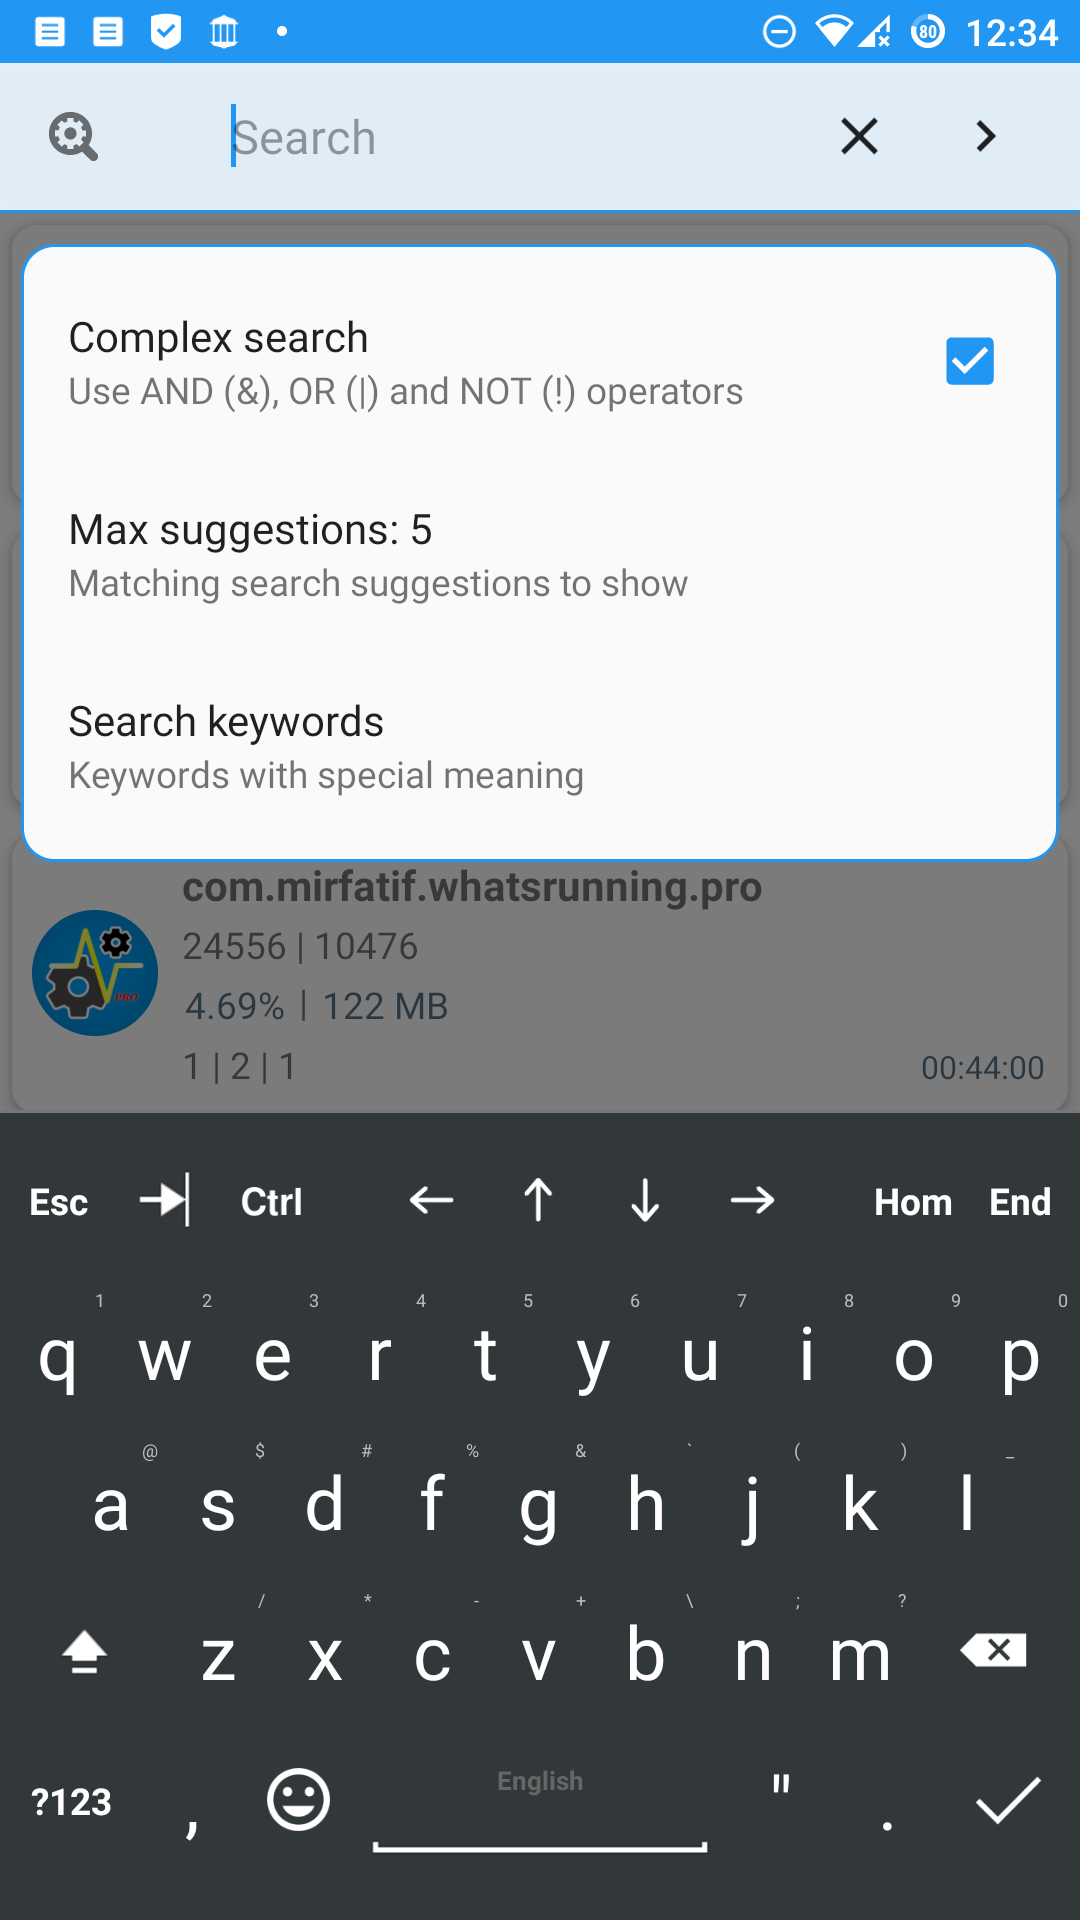 80 12:34
Search
Complex search
Use AND (&), OR (|) and NOT (!) operators
Max suggestions: 5
Matching search suggestions to show
Search keywords
Keywords with special meaning
com.mirfatif.whatsrunning.pro
24556 | 10476
PRO
4.69% | 122 MB
1 | 2 | 1
00:44:00
Esc Ctrl Hom End
1 2 3 4 5 6 7 8 9 0
q w e r t y u i o p
@ $ # % & ` ( ) _
a s d f g h j k l
/ * - + \ ; ?
z x c v b n m
English
?123 , " .